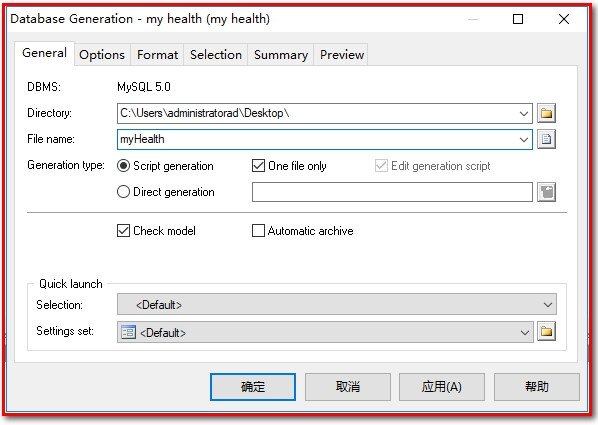 Database Generation - my health (my health)
General Options Format Selection Summary Preview
DBMS: MySQL 5.0
Directory: C:\Users\administratorad\Desktop\
File name: myHealth
Generation type: Script generation One file only Edit generation script
Direct generation
Check model Automatic archive
Quick launch
Selection: <Default>
Settings set: <Default>
确定 取消 应用(A) 帮助